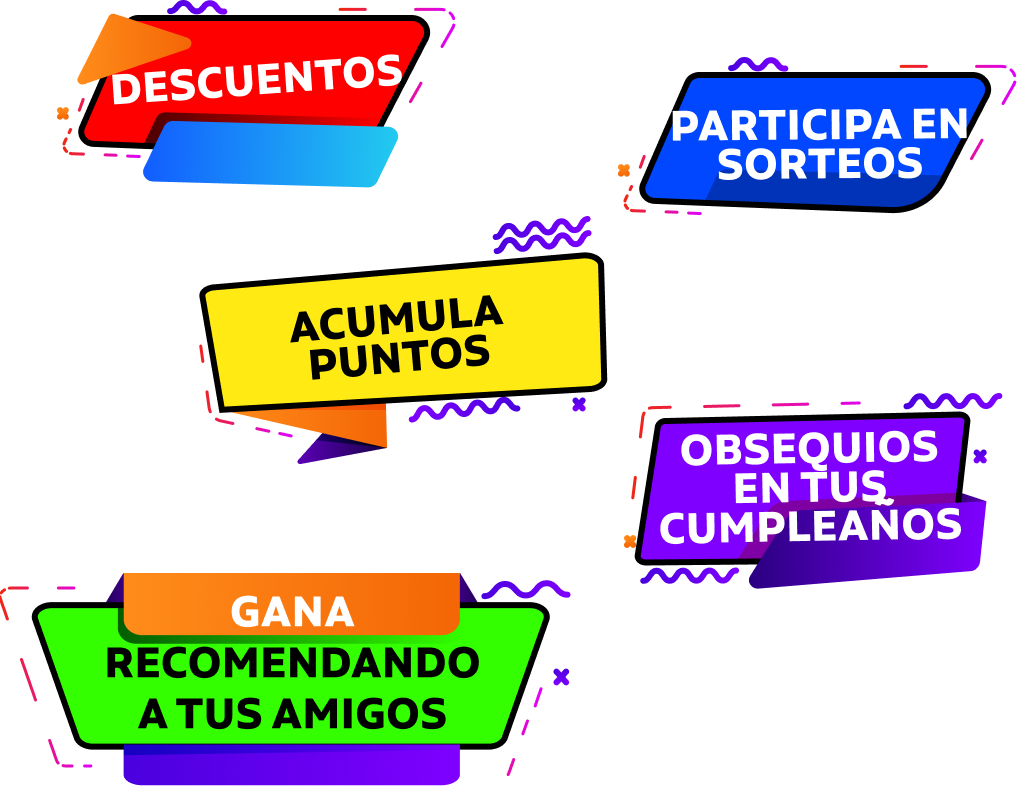 DESCUENTOS
PARTICIPA EN
SORTEOS
ACUMULA
PUNTOS
OBSEQUIOS
EN TUS
CUMPLEAÑOS
GANA
RECOMENDANDO
A TUS AMIGOS